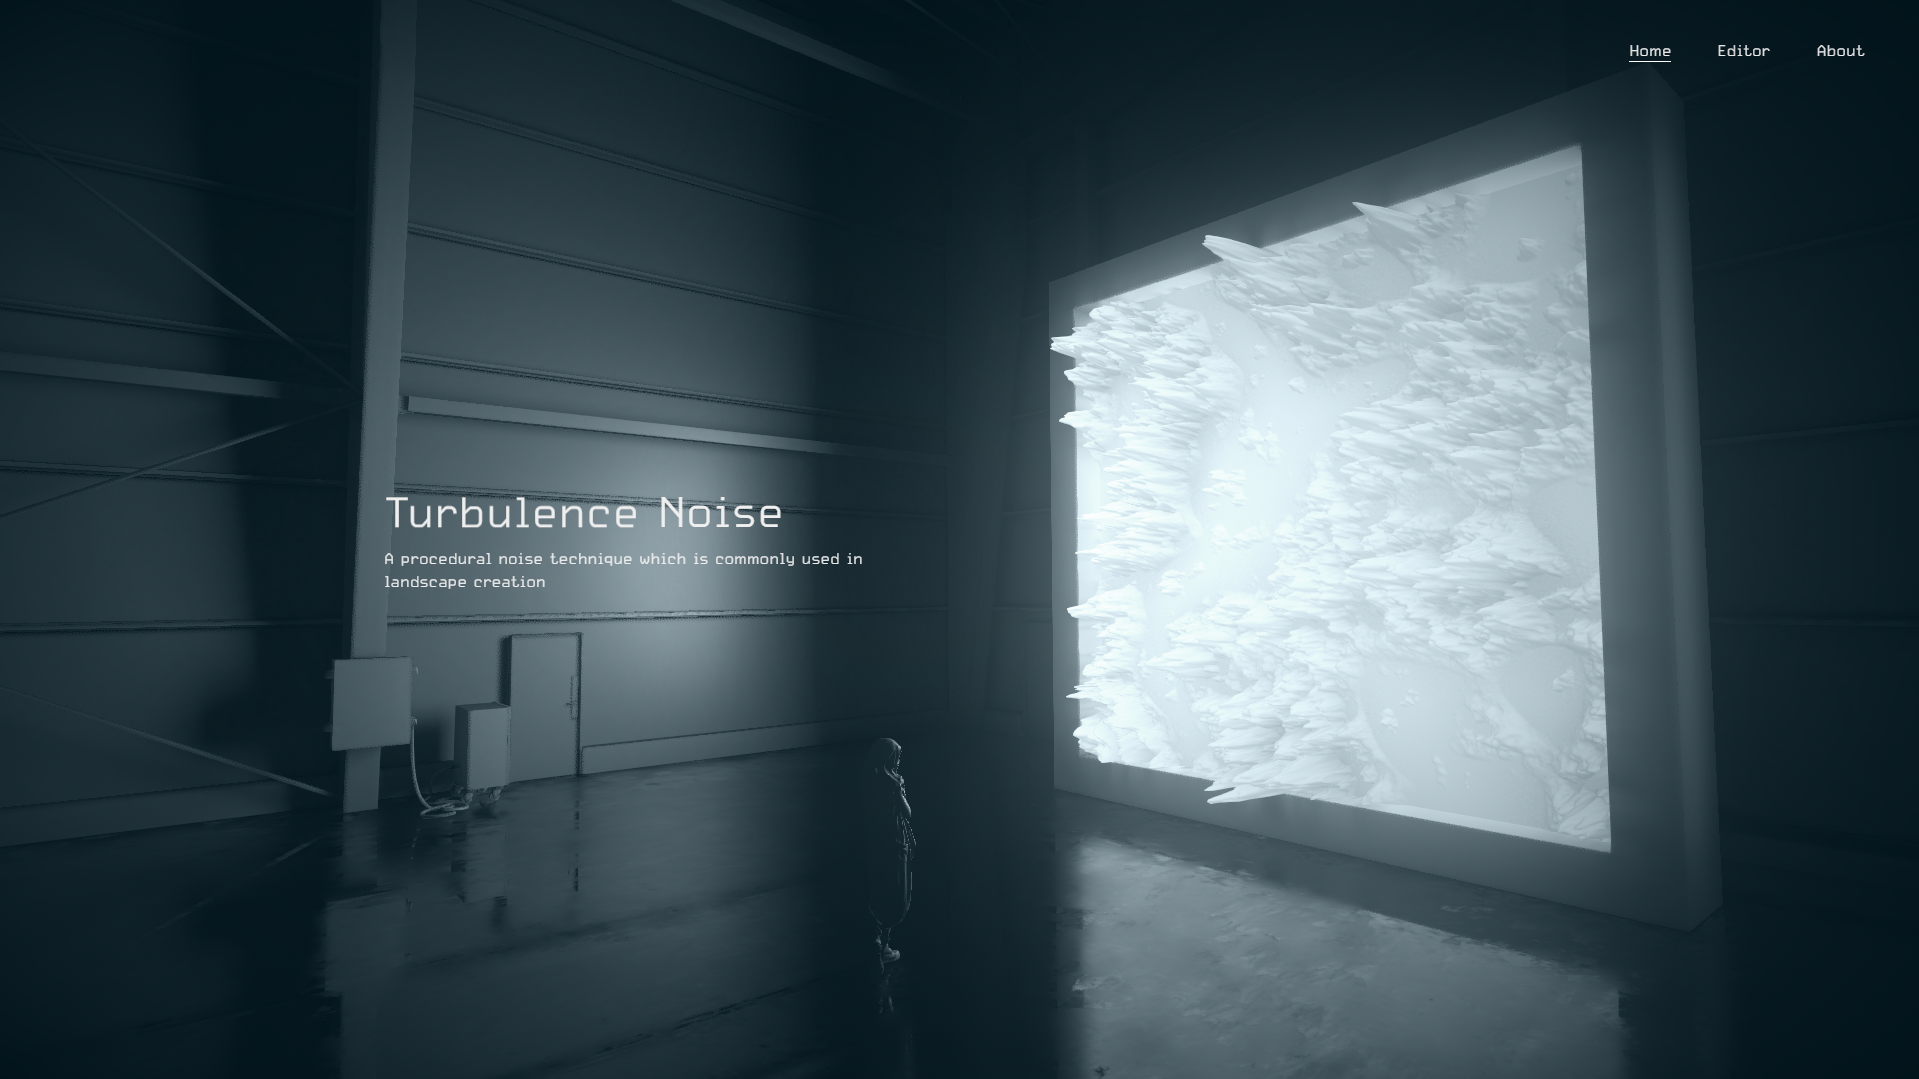 Home Editor About
Turbulence Noise
A procedural noise technique which is commonly used in
landscape creation